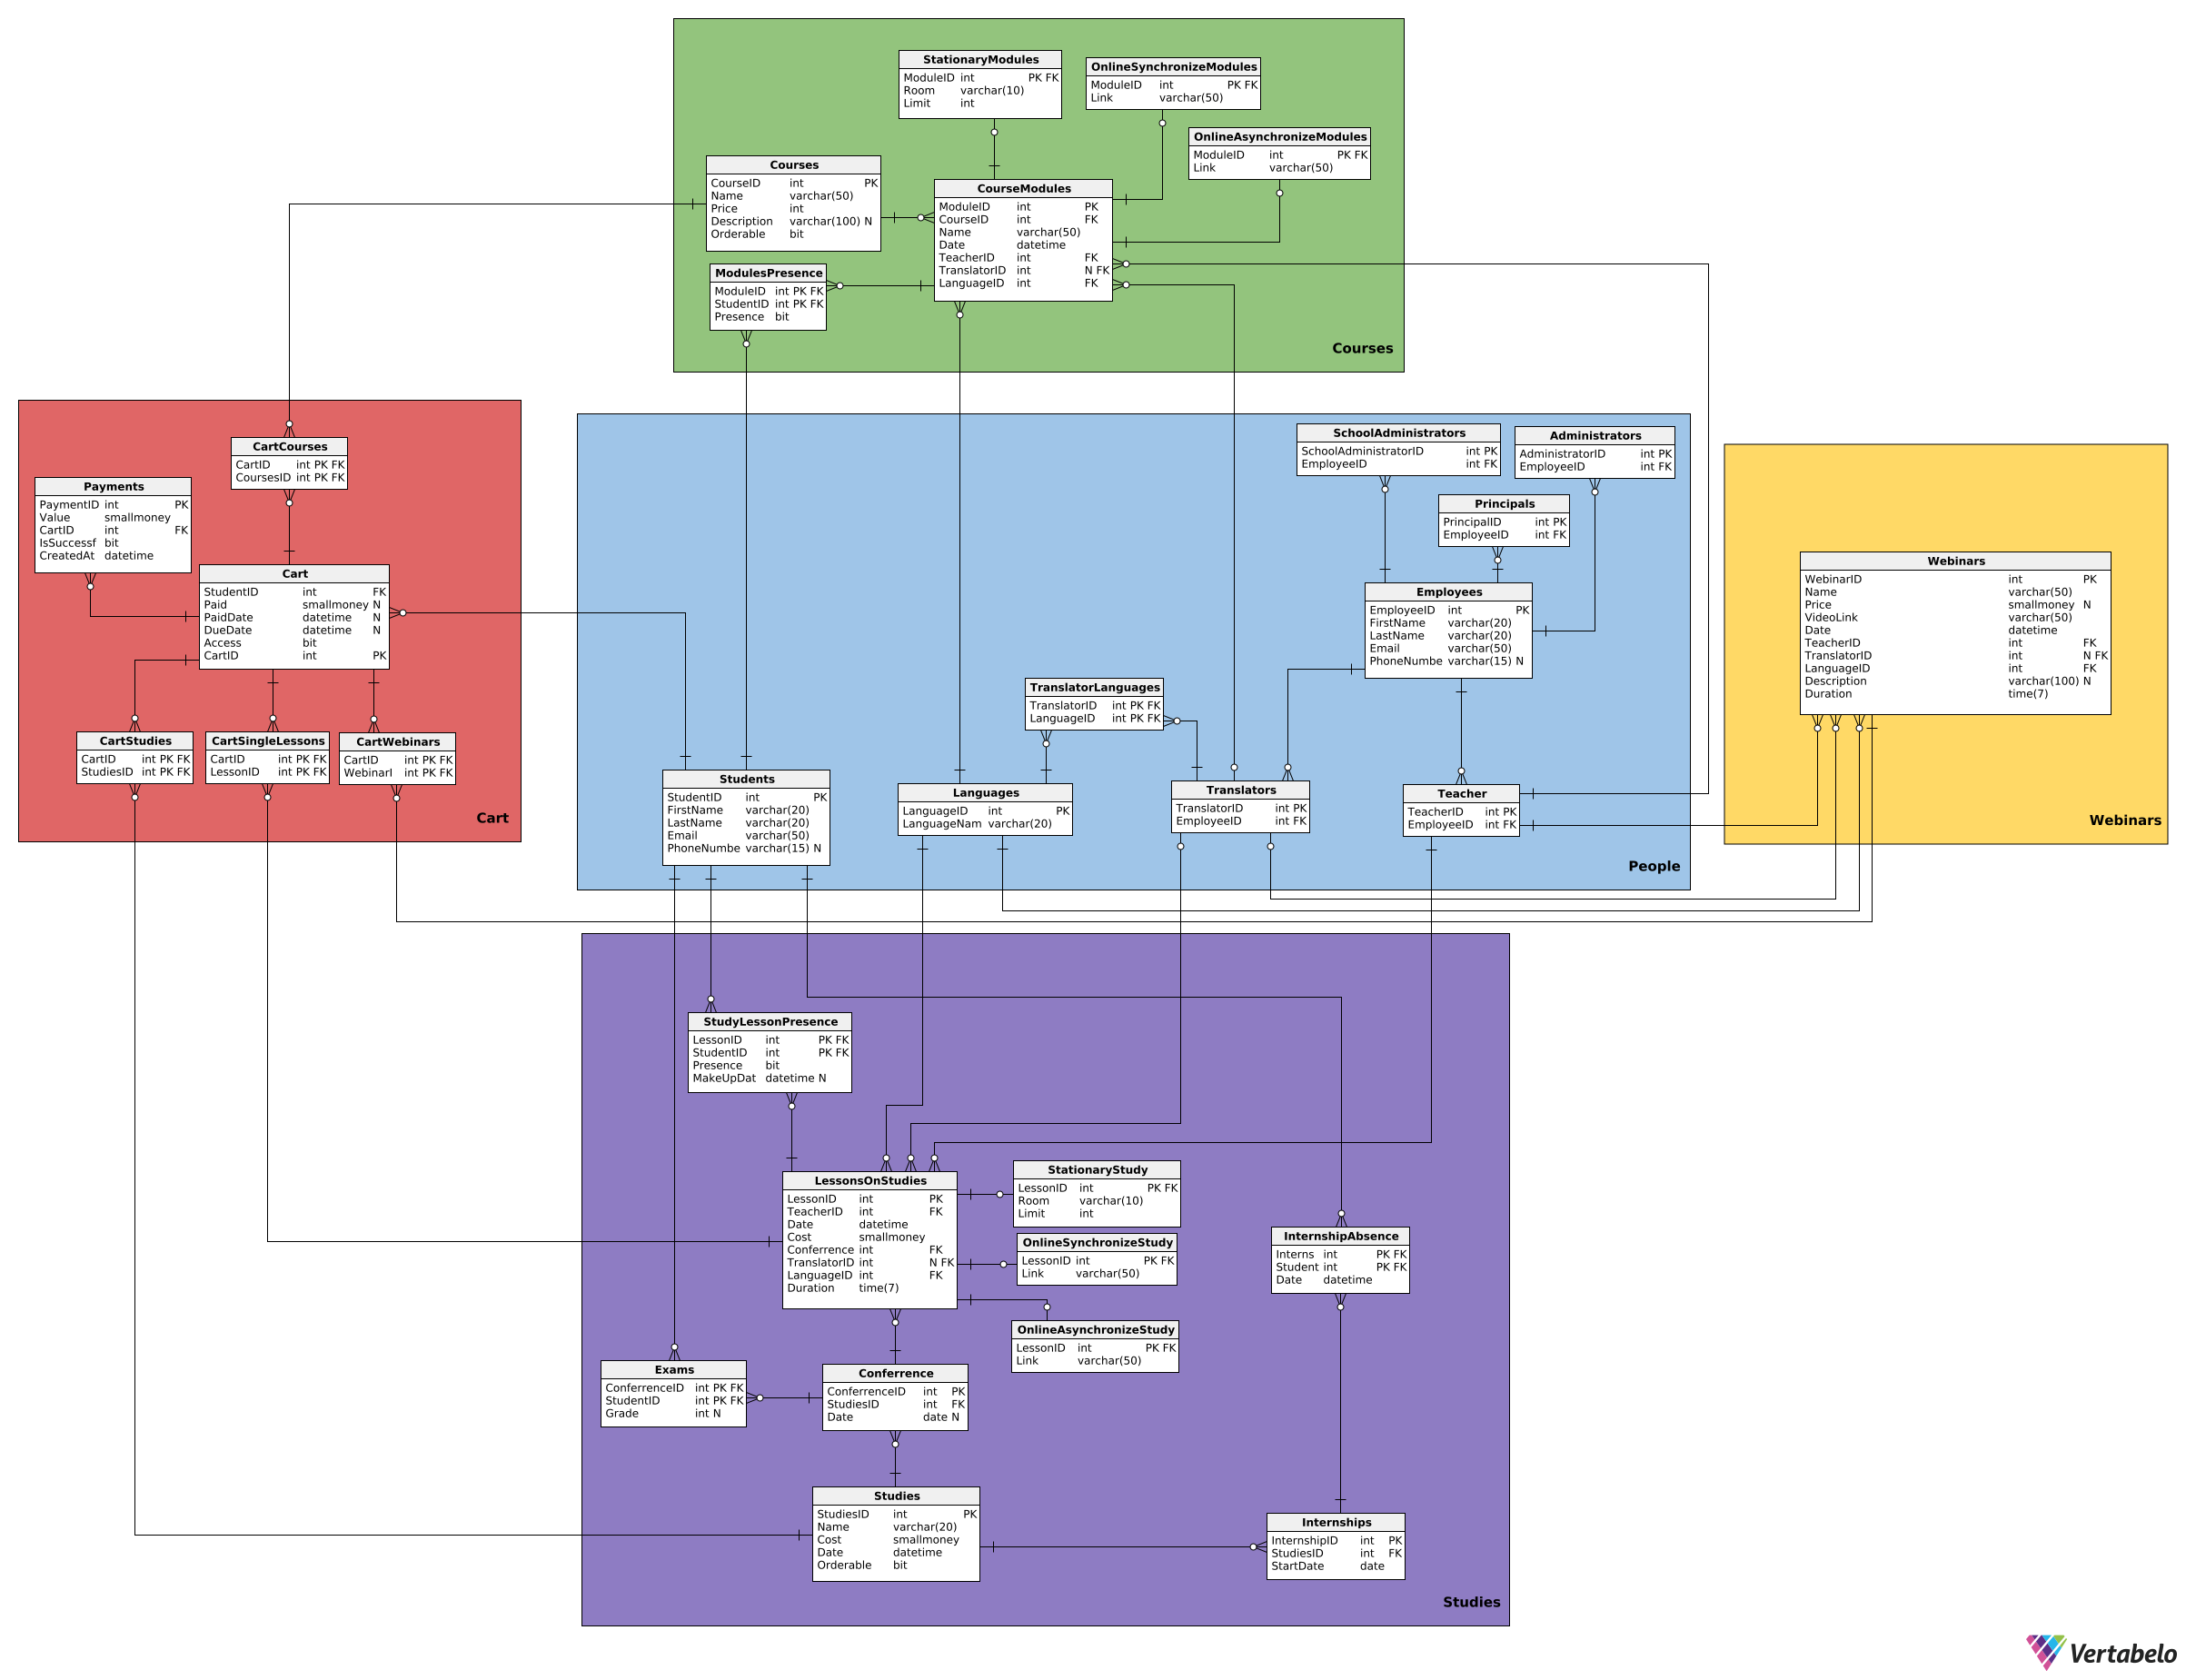 StationaryModules
ModuleID int PK FK
Room varchar(10)
Limit int
OnlineSynchronizeModules
ModuleID int PK FK
Link varchar(50)
OnlineAsynchronizeModules
ModuleID int PK FK
Link varchar(50)
Courses
CourseID int PK
Name varchar(50)
Price int
Description varchar(100) N
Orderable bit
CourseModules
ModuleID int PK
CourseID int FK
Name varchar(50)
Date datetime
TeacherID int FK
TranslatorID int N FK
LanguageID int FK
ModulesPresence
ModuleID int PK FK
StudentID int PK FK
Presence bit
Courses
CartCourses
CartID int PK FK
CoursesID int PK FK
Payments
PaymentID int PK
Value smallmoney
CartID int FK
IsSuccessf bit
CreatedAt datetime
Cart
StudentID int FK
Paid smallmoney N
PaidDate datetime N
DueDate datetime N
Access bit
CartID int PK
CartStudies
CartID int PK FK
StudiesID int PK FK
CartSingleLessons
CartID int PK FK
LessonID int PK FK
CartWebinars
CartID int PK FK
WebinarI int PK FK
Cart
SchoolAdministrators
SchoolAdministratorID int PK
EmployeeID int FK
Administrators
AdministratorID int PK
EmployeeID int FK
Principals
PrincipalID int PK
EmployeeID int FK
Employees
EmployeeID int PK
FirstName varchar(20)
LastName varchar(20)
Email varchar(50)
PhoneNumbe varchar(15) N
TranslatorLanguages
TranslatorID int PK FK
LanguageID int PK FK
Students
StudentID int PK
FirstName varchar(20)
LastName varchar(20)
Email varchar(50)
PhoneNumbe varchar(15) N
Languages
LanguageID int PK
LanguageNam varchar(20)
Translators
TranslatorID int PK
EmployeeID int FK
Teacher
TeacherID int PK
EmployeeID int FK
People
Webinars
WebinarID int PK
Name varchar(50)
Price smallmoney N
VideoLink varchar(50)
Date datetime
TeacherID int FK
TranslatorID int N FK
LanguageID int FK
Description varchar(100) N
Duration time(7)
Webinars
StudyLessonPresence
LessonID int PK FK
StudentID int PK FK
Presence bit
MakeUpDat datetime N
LessonsOnStudies
LessonID int PK
TeacherID int FK
Date datetime
Cost smallmoney
Conferrence int FK
TranslatorID int N FK
LanguageID int FK
Duration time(7)
StationaryStudy
LessonID int PK FK
Room varchar(10)
Limit int
OnlineSynchronizeStudy
LessonID int PK FK
Link varchar(50)
OnlineAsynchronizeStudy
LessonID int PK FK
Link varchar(50)
InternshipAbsence
Interns int PK FK
Student int PK FK
Date datetime
Exams
ConferrenceID int PK FK
StudentID int PK FK
Grade int N
Conferrence
ConferrenceID int PK
StudiesID int FK
Date date N
Studies
StudiesID int PK
Name varchar(20)
Cost smallmoney
Date datetime
Orderable bit
Internships
InternshipID int PK
StudiesID int FK
StartDate date
Studies
Vertabelo